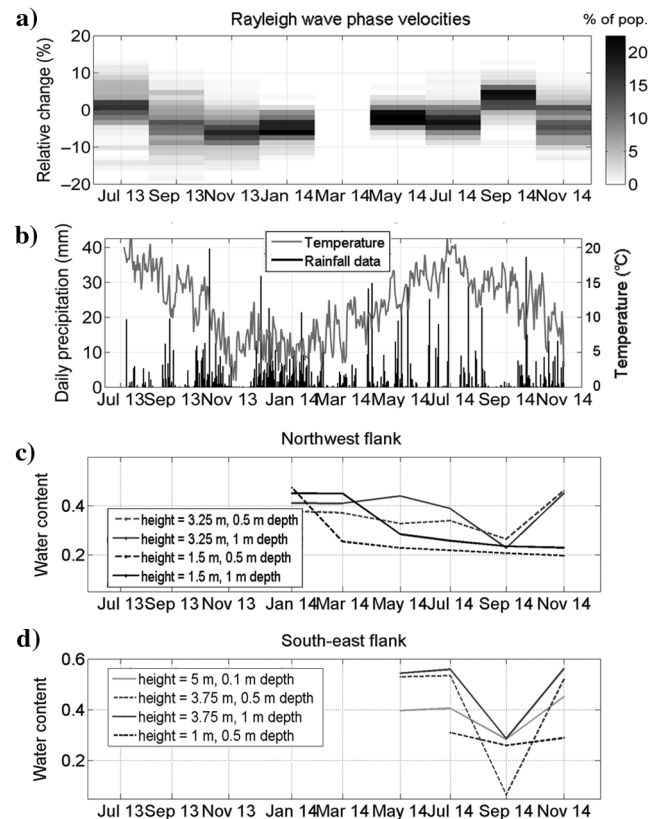 a)
Rayleigh wave phase velocities
% of pop.
Relative change (%)
20
10
0
−10
−20
Jul 13 Sep 13 Nov 13 Jan 14 Mar 14 May 14 Jul 14 Sep 14 Nov 14
20
15
10
5
0
b)
Daily precipitation (mm)
40
30
20
10
0
Temperature
Rainfall data
20
15
10
5
0
Temperature (°C)
Jul 13 Sep 13 Nov 13 Jan 14 Mar 14 May 14 Jul 14 Sep 14 Nov 14
c)
Northwest flank
Water content
0.4
0.2
height = 3.25 m, 0.5 m depth
height = 3.25 m, 1 m depth
height = 1.5 m, 0.5 m depth
height = 1.5 m, 1 m depth
Jul 13 Sep 13 Nov 13 Jan 14 Mar 14 May 14 Jul 14 Sep 14 Nov 14
d)
South-east flank
Water content
0.6
0.4
0.2
height = 5 m, 0.1 m depth
height = 3.75 m, 0.5 m depth
height = 3.75 m, 1 m depth
height = 1 m, 0.5 m depth
Jul 13 Sep 13 Nov 13 Jan 14 Mar 14 May 14 Jul 14 Sep 14 Nov 14